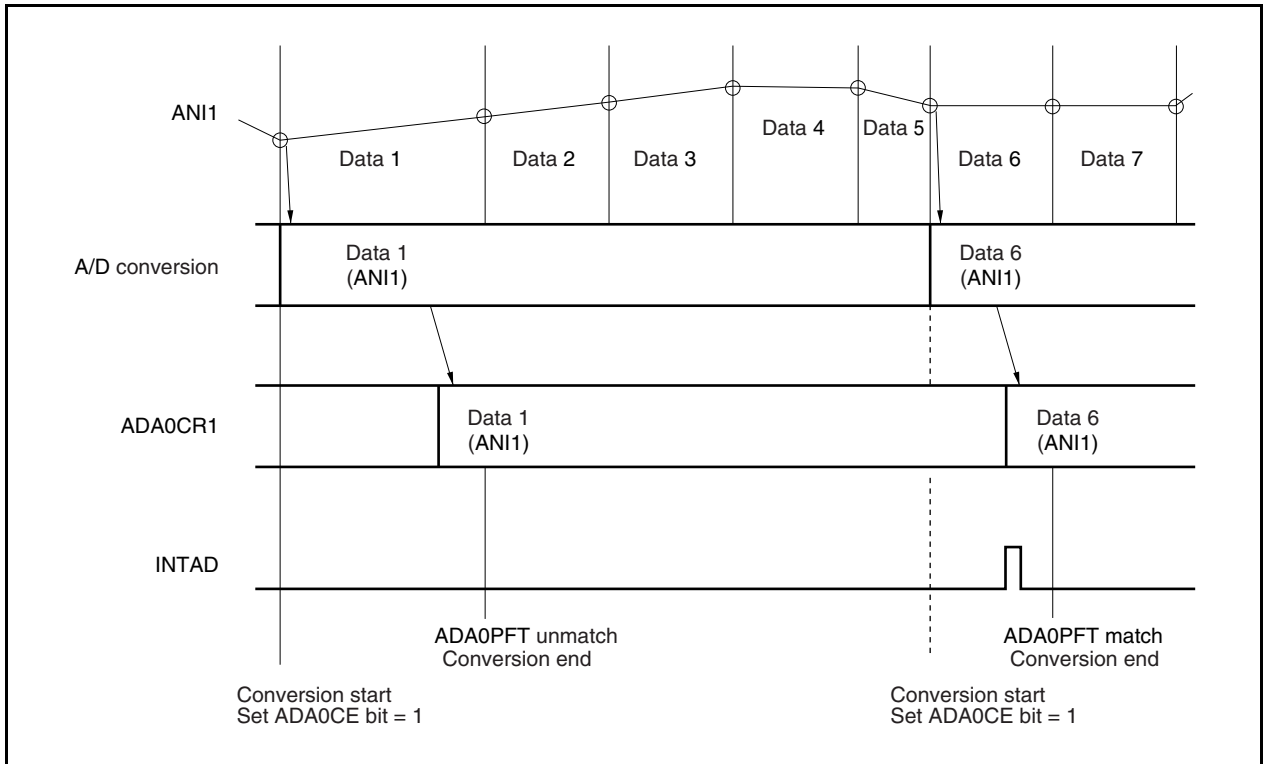 ANI1
Data 1
Data 2
Data 3
Data 4
Data 5
Data 6
Data 7
A/D conversion
Data 1
(ANI1)
Data 6
(ANI1)
ADA0CR1
Data 1
(ANI1)
Data 6
(ANI1)
INTAD
ADA0PFT unmatch
Conversion end
ADA0PFT match
Conversion end
Conversion start
Set ADA0CE bit = 1
Conversion start
Set ADA0CE bit = 1